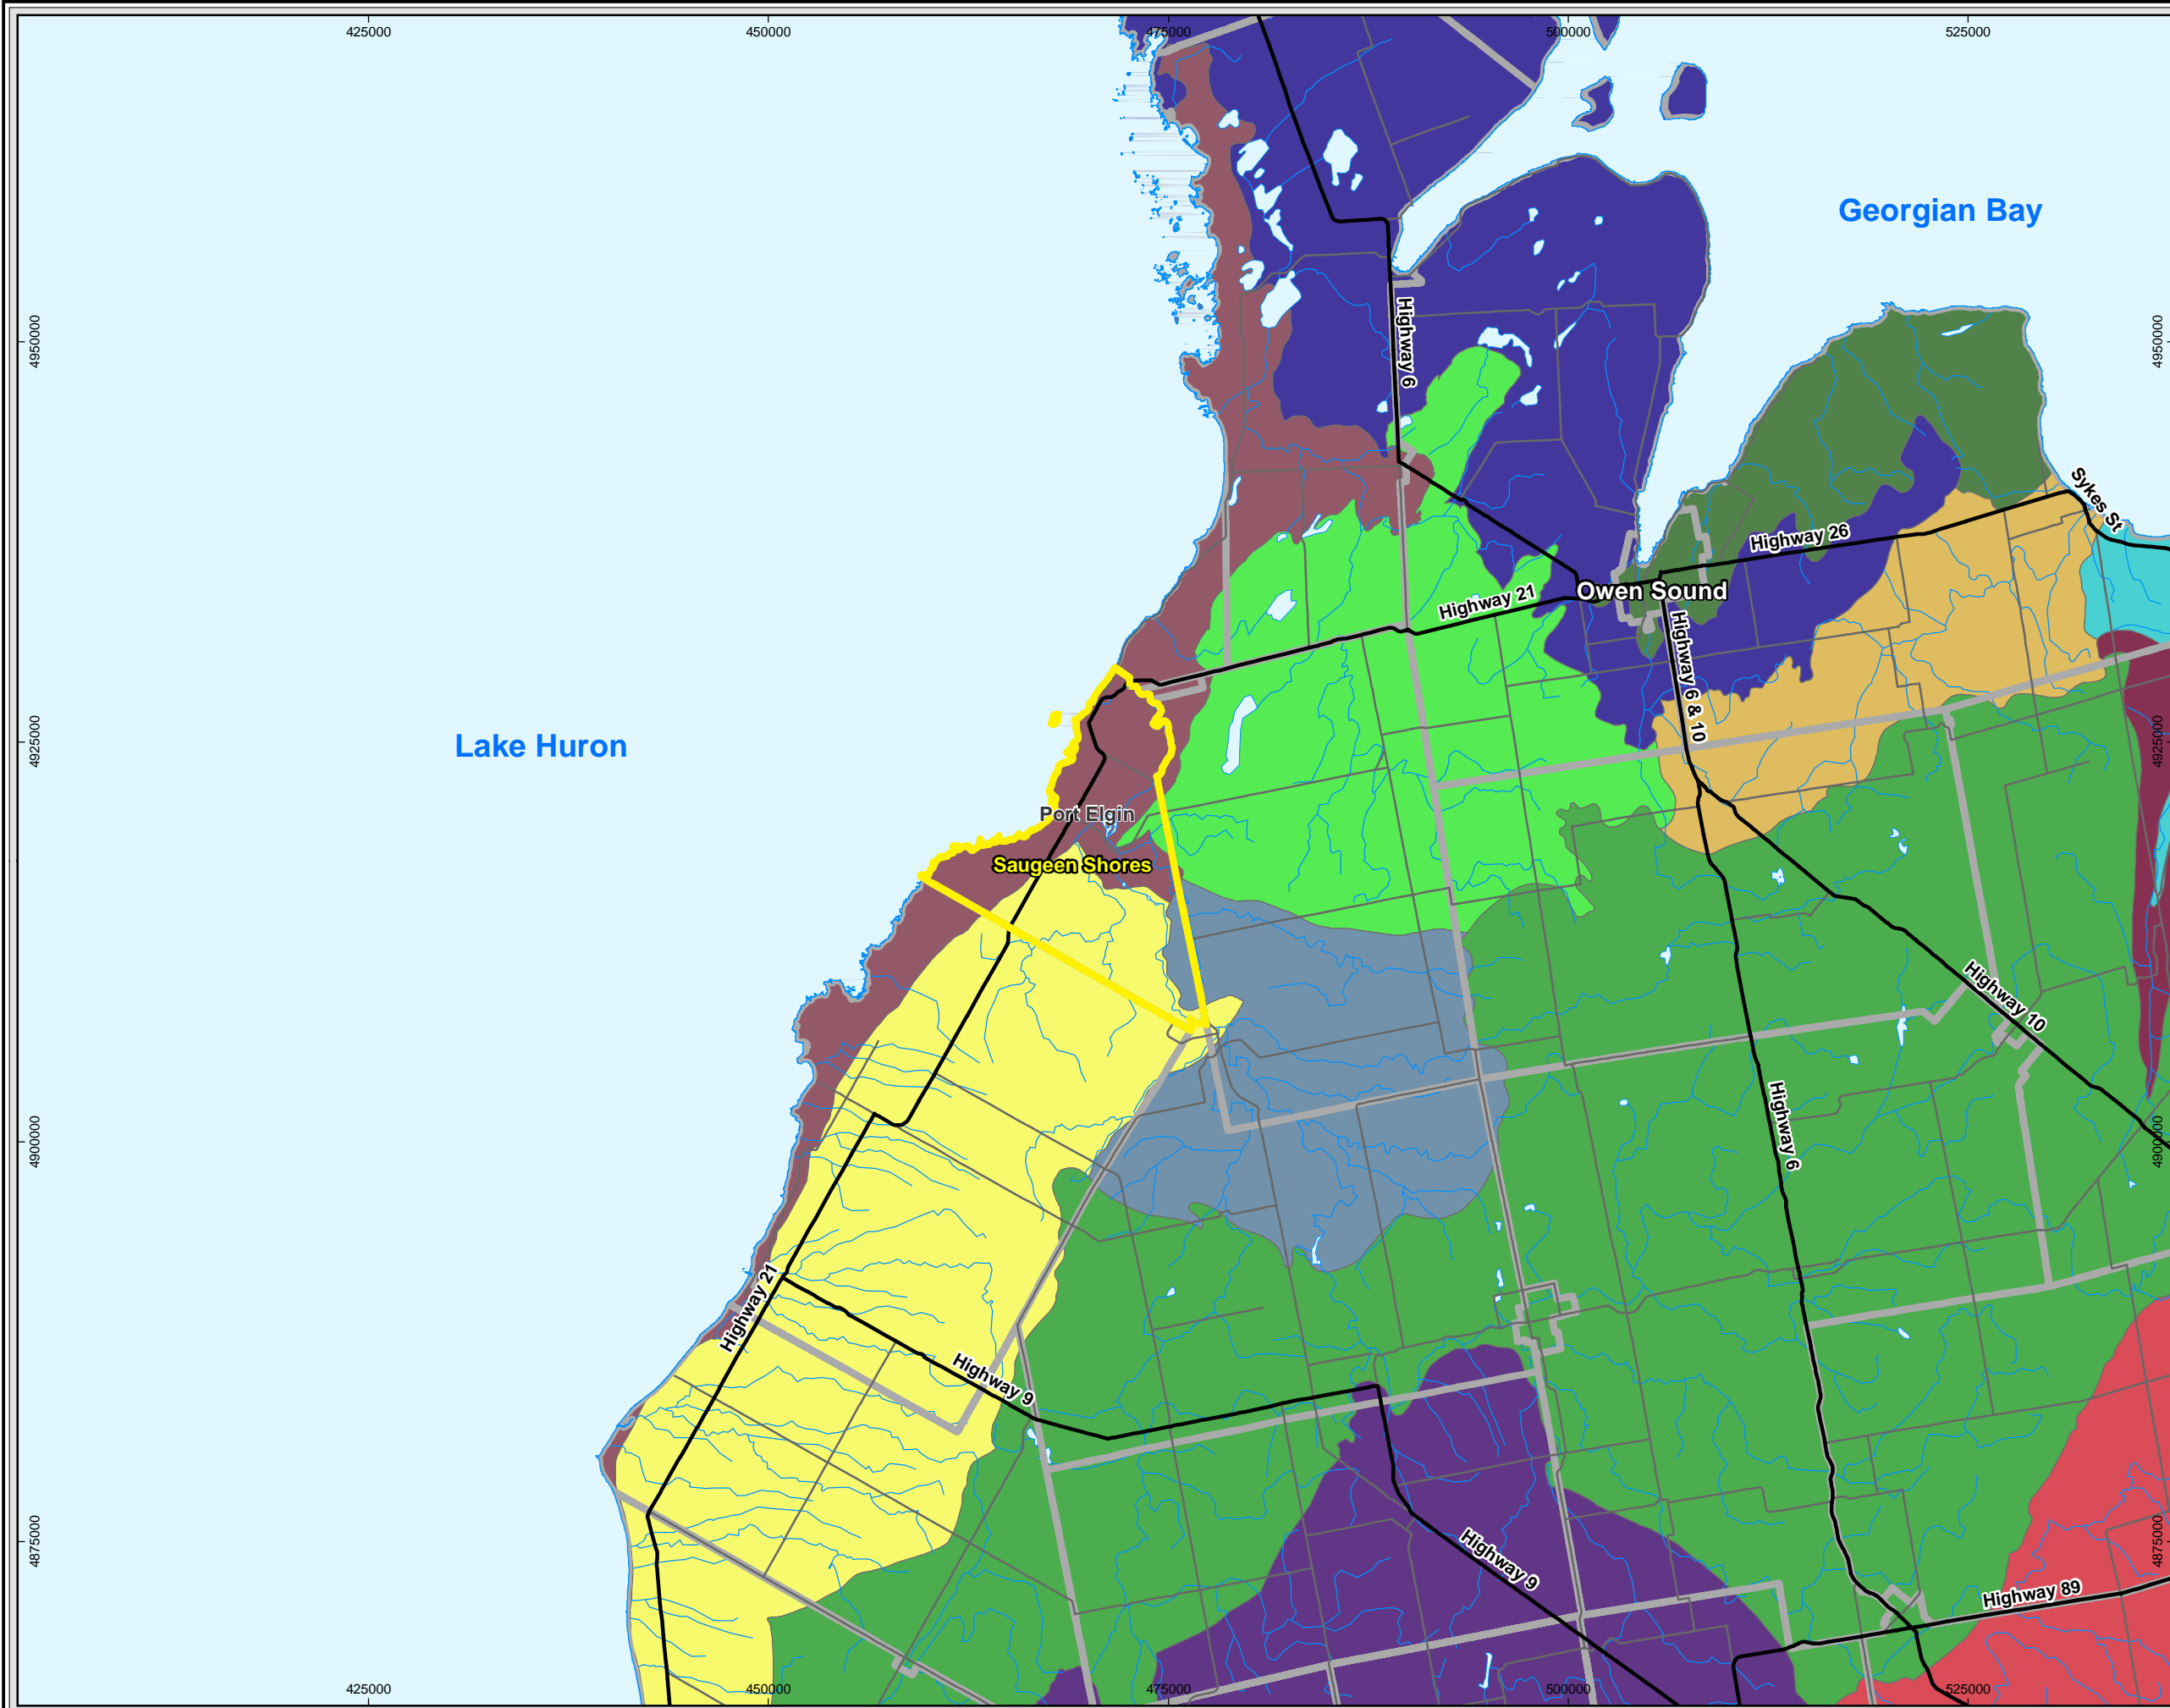 425000
450000
475000
500000
525000
Georgian Bay
4950000
4950000
Highway 6
Sykes St
Highway 26
Owen Sound
Highway 21
Highway 6 & 10
4925000
4925000
Lake Huron
Port Elgin
Saugeen Shores
Highway 10
4900000
4900000
Highway 6
Highway 21
Highway 9
4875000
4875000
Highway 9
Highway 89
425000
450000
475000
500000
525000